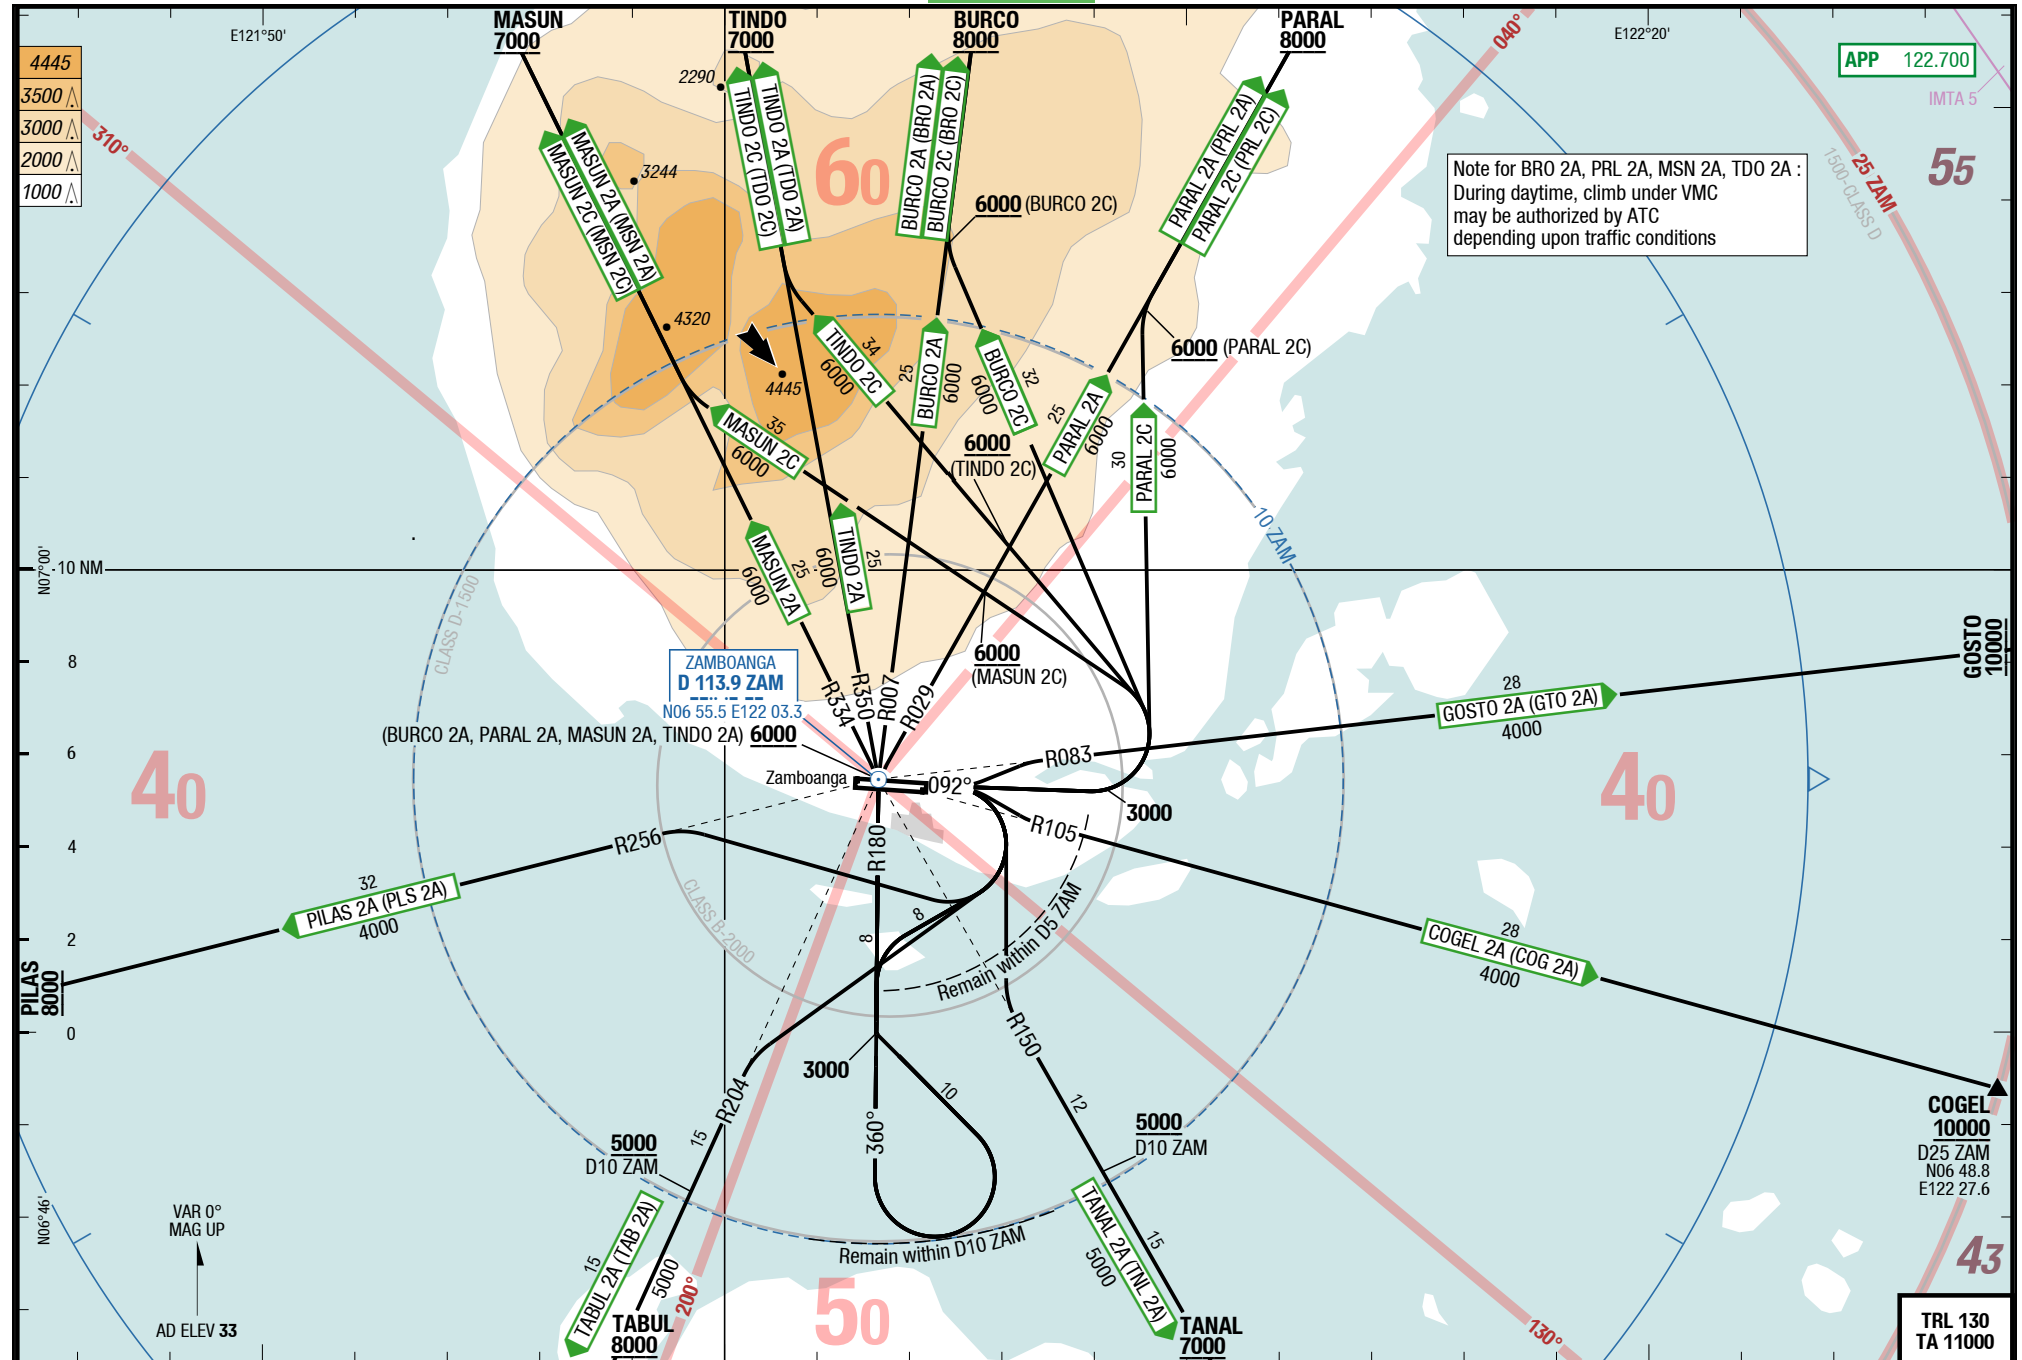 MASUN
7000
TINDO
7000
BURCO
8000
PARAL
8000
E121°50'
E122°20'
040°
APP 122.700
IMTA 5
4445
3500
3000
2000
1000
310°
2290
3244
4320
4445
60
55
25 ZAM
1500-CLASS D
Note for BRO 2A, PRL 2A, MSN 2A, TDO 2A :
During daytime, climb under VMC
may be authorized by ATC
depending upon traffic conditions
MASUN 2A (MSN 2A)
MASUN 2C (MSN 2C)
TINDO 2C (TDO 2C)
TINDO 2A (TDO 2A)
BURCO 2A (BRO 2A)
BURCO 2C (BRO 2C)
PARAL 2A (PRL 2A)
PARAL 2C (PRL 2C)
6000 (BURCO 2C)
6000 (PARAL 2C)
TINDO 2C
34
6000
25
BURCO 2A
6000
32
BURCO 2C
6000
25
PARAL 2A
6000
30
PARAL 2C
6000
35
MASUN 2C
6000
6000
(TINDO 2C)
25
MASUN 2A
6000
25
TINDO 2A
6000
10 ZAM
N07°00'
10 NM
8
6
4
2
0
CLASS D-1500
6000
(MASUN 2C)
ZAMBOANGA
D 113.9 ZAM
N06 55.5 E122 03.3
R334
R350
R007
R029
(BURCO 2A, PARAL 2A, MASUN 2A, TINDO 2A) 6000
Zamboanga
092°
R083
28
GOSTO 2A (GTO 2A)
4000
GOSTO
10000
40
40
3000
R105
R180
R256
32
PILAS 2A (PLS 2A)
4000
PILAS
8000
CLASS B-2000
8
8
Remain within D5 ZAM
28
COGEL 2A (COG 2A)
4000
R150
3000
10
360°
12
R204
15
5000
D10 ZAM
5000
D10 ZAM
COGEL
10000
D25 ZAM
N06 48.8
E122 27.6
N06°46'
VAR 0°
MAG UP
AD ELEV 33
Remain within D10 ZAM
15
TABUL 2A (TAB 2A)
5000
200°
TABUL
8000
50
15
TANAL 2A (TNL 2A)
5000
TANAL
7000
130°
43
TRL 130
TA 11000